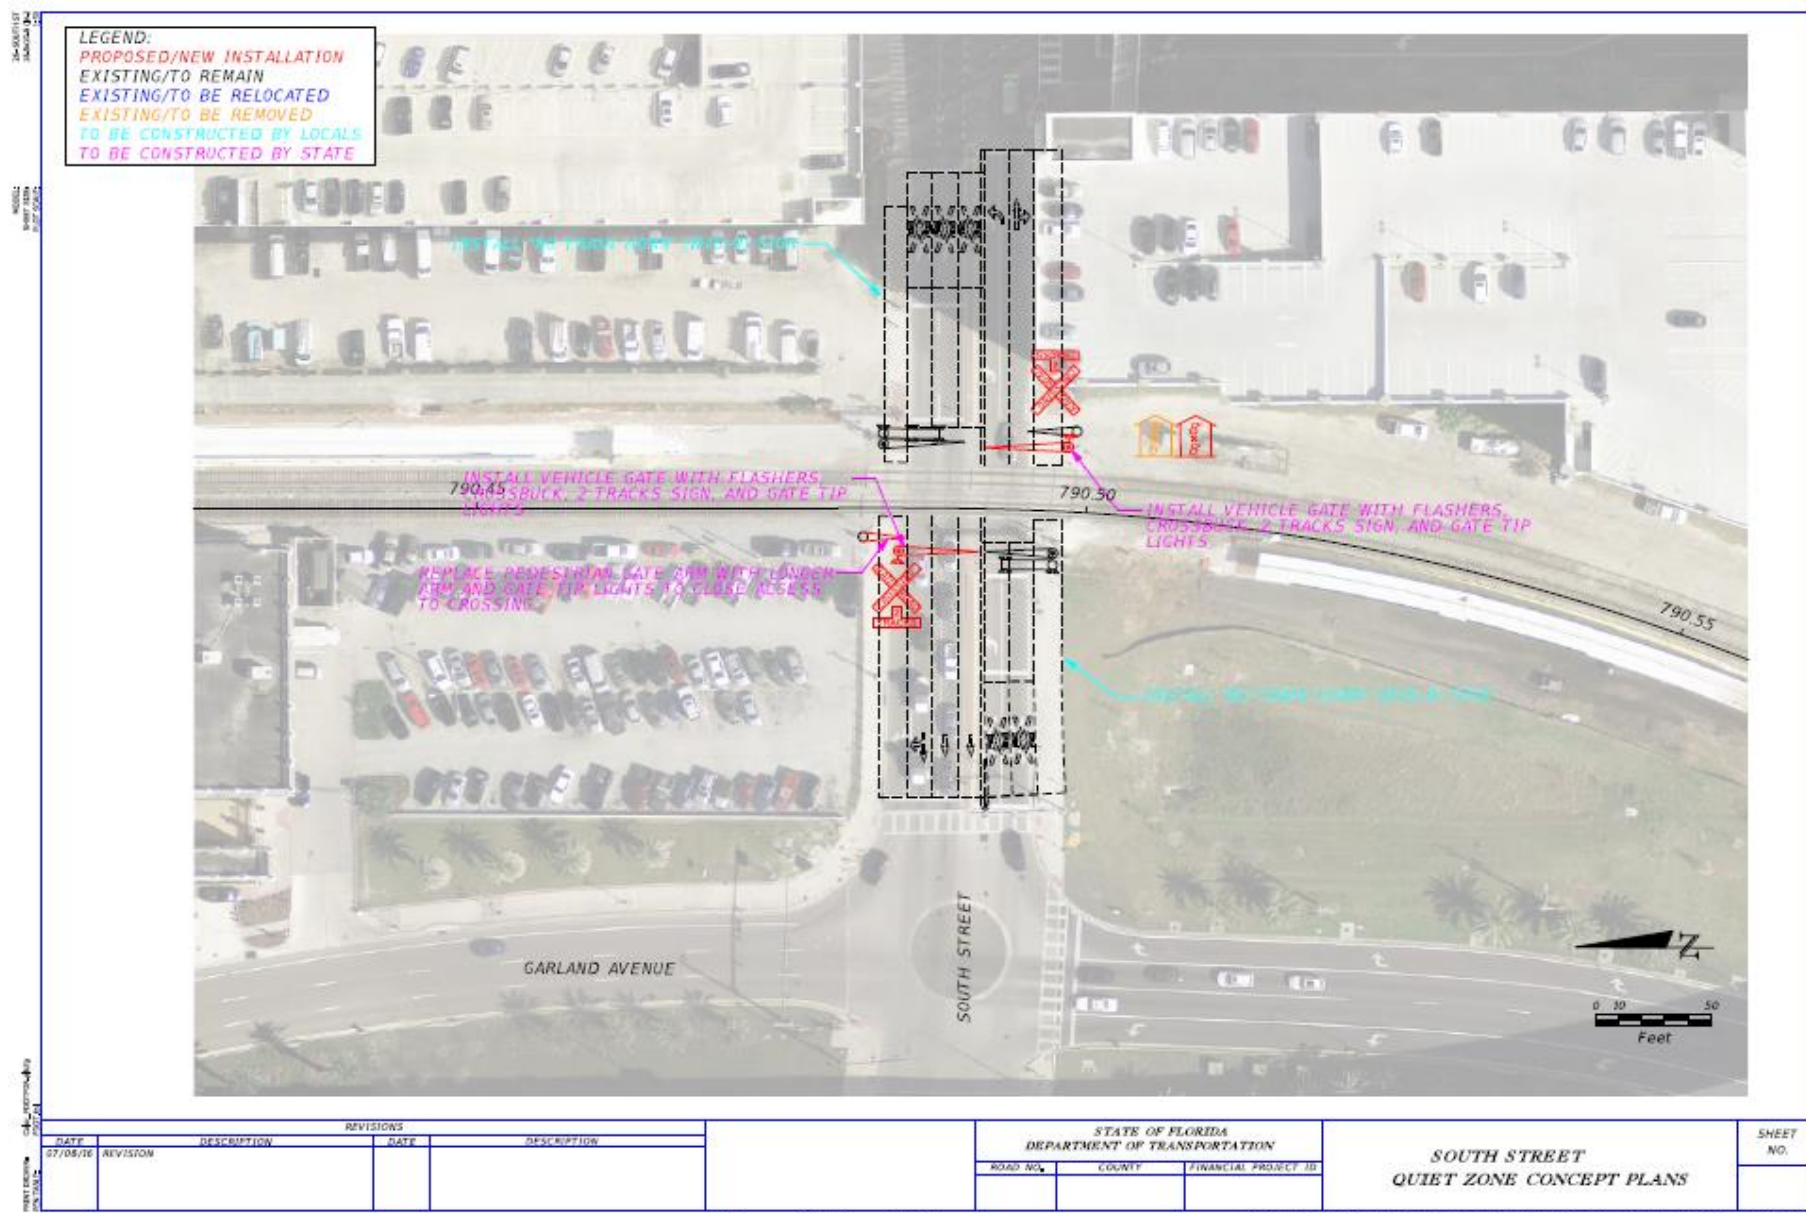 LEGEND:
PROPOSED/NEW INSTALLATION
EXISTING/TO REMAIN
EXISTING/TO BE RELOCATED
EXISTING/TO BE REMOVED
TO BE CONSTRUCTED BY LOCALS
TO BE CONSTRUCTED BY STATE
INSTALL VEHICLE GATE WITH FLASHERS,
CROSSBUCK, 2 TRACKS SIGN, AND GATE TIP
LIGHTS
790.45
790.50
INSTALL VEHICLE GATE WITH FLASHERS,
CROSSBUCK, 2 TRACKS SIGN, AND GATE TIP
LIGHTS
REPLACE PEDESTRIAN GATE ARM WITH LONGER
ARM AND GATE TIP LIGHTS TO CLOSE ACCESS
TO CROSSING
790.55
TRACKS
SOUTH STREET
GARLAND AVENUE
Z
0 10 50
Feet
REVISIONS
DATE DESCRIPTION DATE DESCRIPTION
07/08/16 REVISION
STATE OF FLORIDA
DEPARTMENT OF TRANSPORTATION
ROAD NO. COUNTY FINANCIAL PROJECT ID
SOUTH STREET
QUIET ZONE CONCEPT PLANS
SHEET
NO.